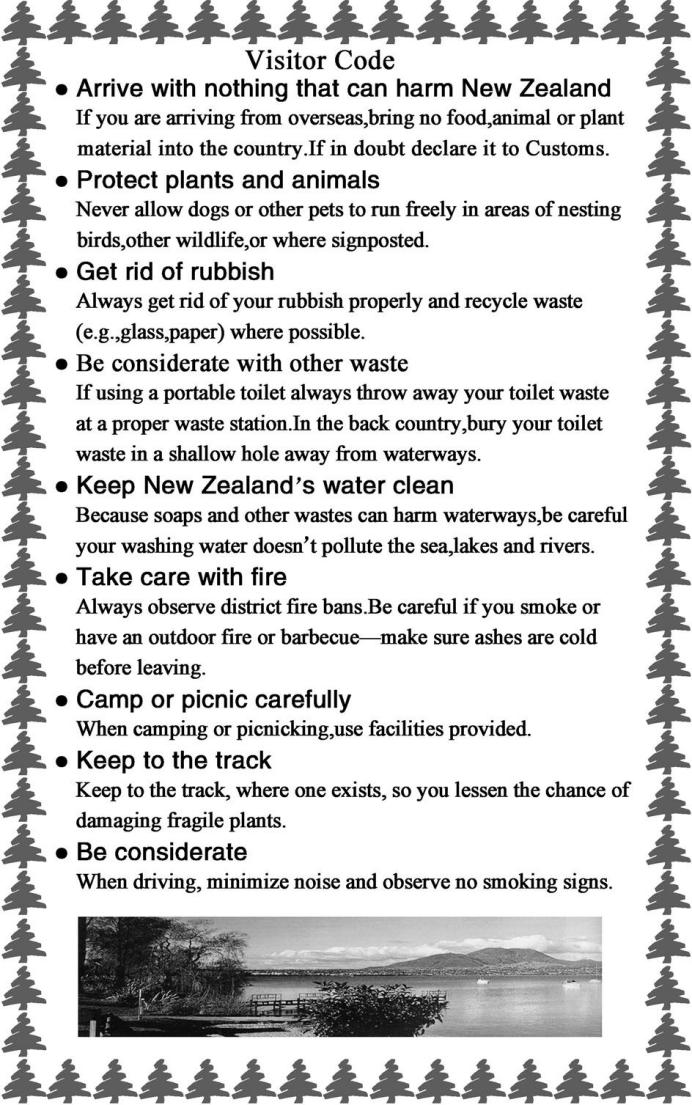 Visitor Code
● Arrive with nothing that can harm New Zealand
If you are arriving from overseas,bring no food,animal or plant
material into the country.If in doubt declare it to Customs.
● Protect plants and animals
Never allow dogs or other pets to run freely in areas of nesting
birds,other wildlife,or where signposted.
● Get rid of rubbish
Always get rid of your rubbish properly and recycle waste
(e.g.,glass,paper) where possible.
● Be considerate with other waste
If using a portable toilet always throw away your toilet waste
at a proper waste station.In the back country,bury your toilet
waste in a shallow hole away from waterways.
● Keep New Zealand's water clean
Because soaps and other wastes can harm waterways,be careful
your washing water doesn't pollute the sea,lakes and rivers.
● Take care with fire
Always observe district fire bans.Be careful if you smoke or
have an outdoor fire or barbecue—make sure ashes are cold
before leaving.
● Camp or picnic carefully
When camping or picnicking,use facilities provided.
● Keep to the track
Keep to the track, where one exists, so you lessen the chance of
damaging fragile plants.
● Be considerate
When driving, minimize noise and observe no smoking signs.